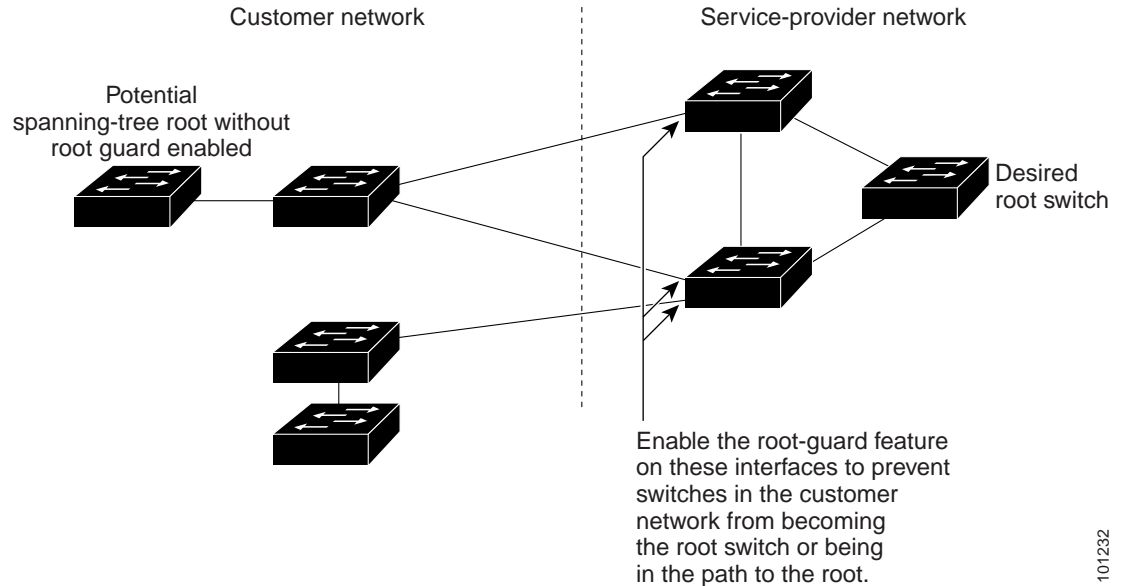 Customer network
Service-provider network
Potential
spanning-tree root without
root guard enabled
Desired
root switch
Enable the root-guard feature
on these interfaces to prevent
switches in the customer
network from becoming
the root switch or being
in the path to the root.
101232